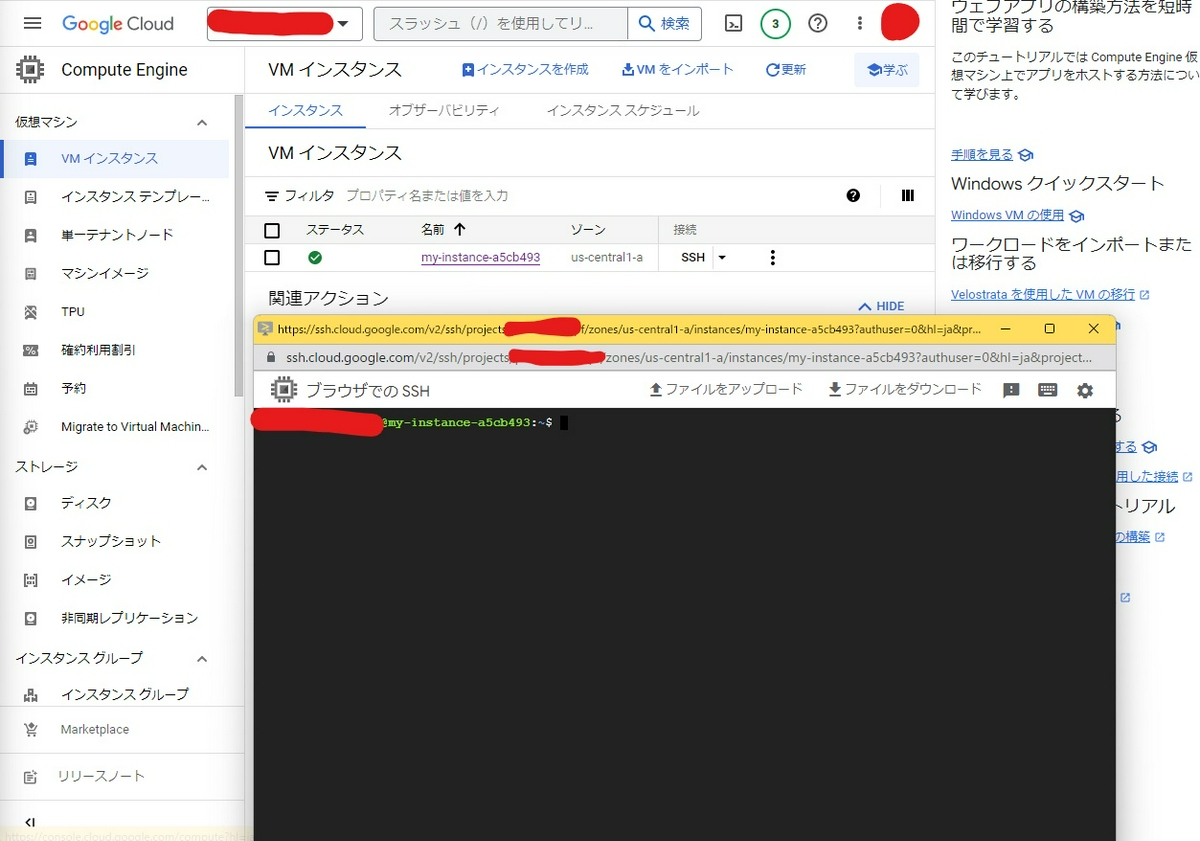 Google Cloud
スラッシュ（/）を使用してリ...
検索
3
Compute Engine
VM インスタンス
インスタンスを作成
VM をインポート
更新
学ぶ
仮想マシン
VM インスタンス
インスタンス テンプレー...
単一テナントノード
マシンイメージ
TPU
確約利用割引
予約
Migrate to Virtual Machin...
ストレージ
ディスク
スナップショット
イメージ
非同期レプリケーション
インスタンス グループ
インスタンス グループ
Marketplace
リリースノート
https://console.cloud.google.com/compute?hl=
インスタンス
オブザーバビリティ
インスタンス スケジュール
VM インスタンス
フィルタ
プロパティ名または値を入力
ステータス
名前
ゾーン
接続
my-instance-a5cb493
us-central1-a
SSH
関連アクション
HIDE
https://ssh.cloud.google.com/v2/ssh/projects
f/zones/us-central1-a/instances/my-instance-a5cb493?authuser=0&hl=ja&pr...
ssh.cloud.google.com/v2/ssh/projects
zones/us-central1-a/instances/my-instance-a5cb493?authuser=0&hl=ja&project...
ブラウザでの SSH
ファイルをアップロード
ファイルをダウンロード
@my-instance-a5cb493:~$
ウェブアプリの構築方法を短時
間で学習する
このチュートリアルでは Compute Engine 仮
想マシン上でアプリをホストする方法につい
て学びます。
手順を見る
Windows クイックスタート
Windows VM の使用
ワークロードをインポートまた
は移行する
Velostrata を使用した VM の移行
する
用した接続
トリアル
の構築